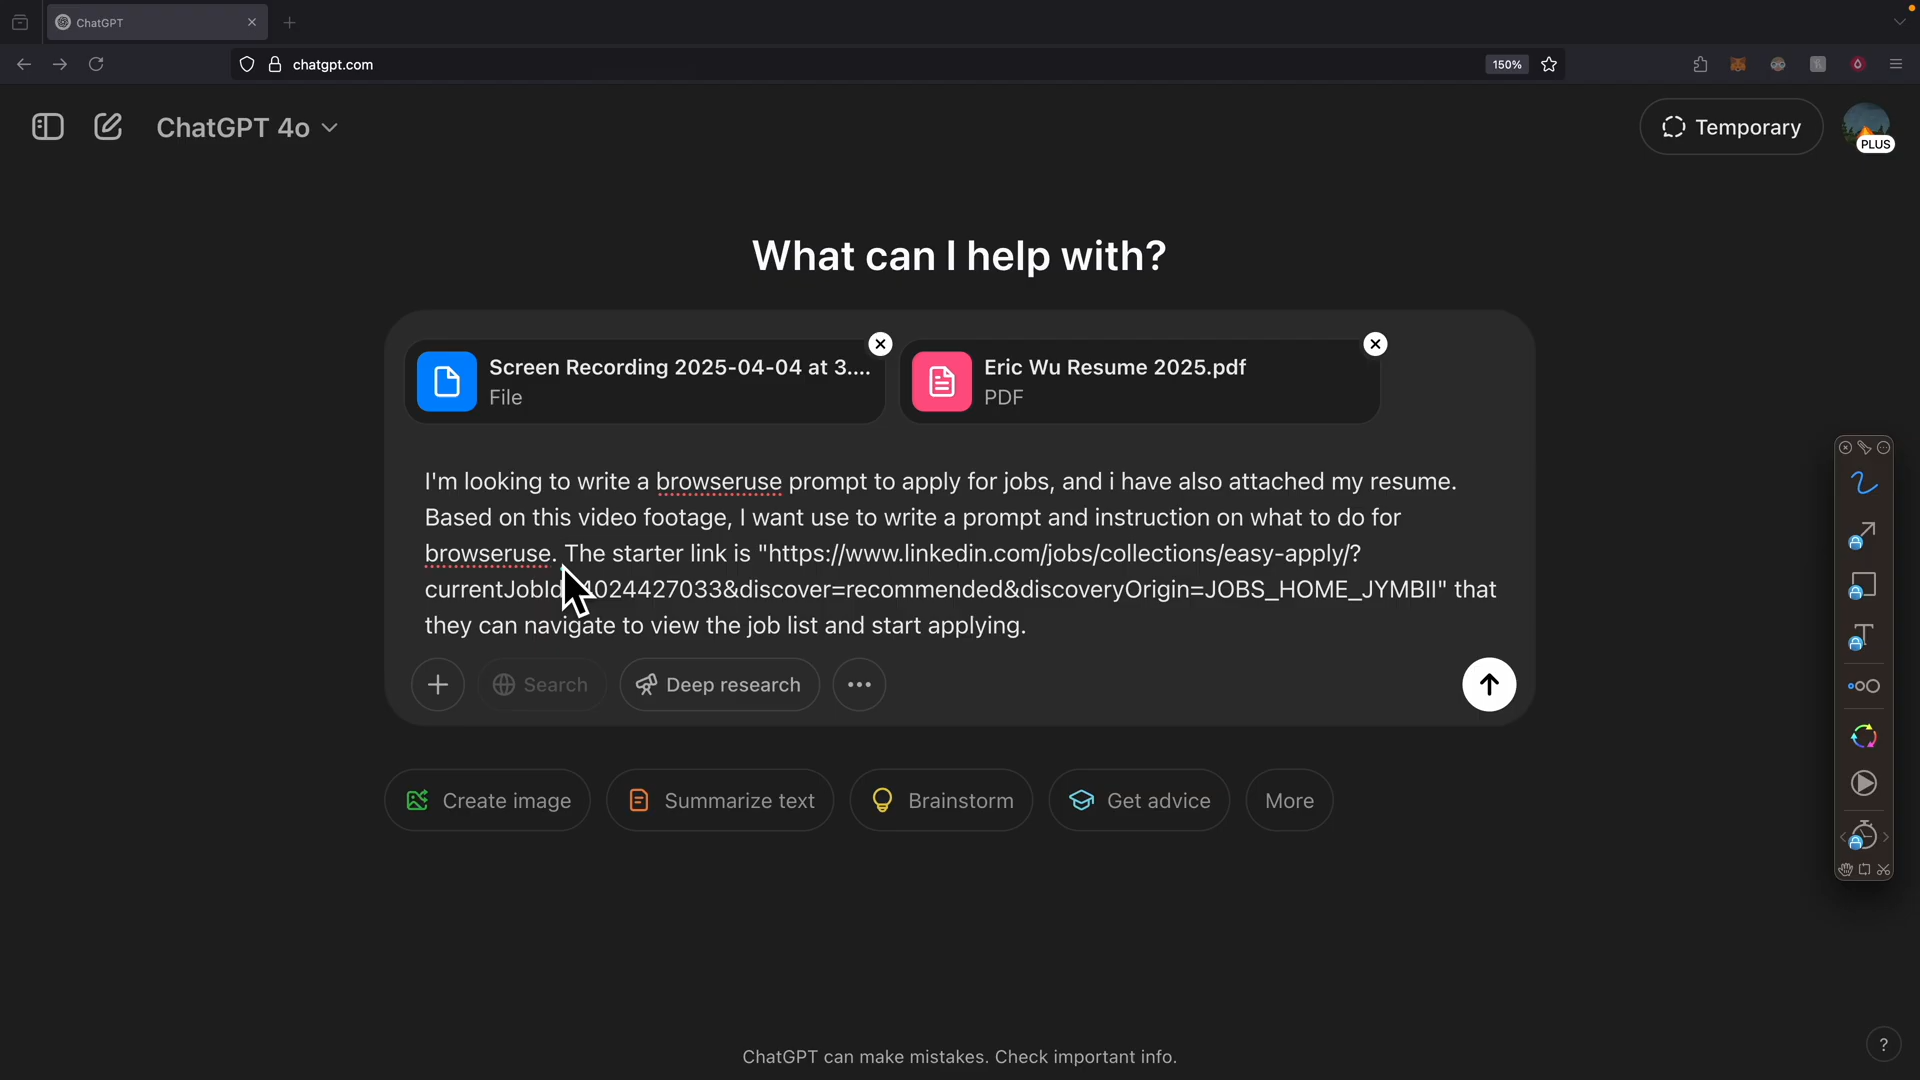 ChatGPT
chatgpt.com
150%
ChatGPT 4o
Temporary
PLUS
What can I help with?
Screen Recording 2025-04-04 at 3....
File
Eric Wu Resume 2025.pdf
PDF
I'm looking to write a browseruse prompt to apply for jobs, and i have also attached my resume.
Based on this video footage, I want use to write a prompt and instruction on what to do for
browseruse. The starter link is "https://www.linkedin.com/jobs/collections/easy-apply/?
currentJobId 4024427033&discover=recommended&discoveryOrigin=JOBS_HOME_JYMBII" that
they can navigate to view the job list and start applying.
Search
Deep research
Create image
Summarize text
Brainstorm
Get advice
More
ChatGPT can make mistakes. Check important info.
?